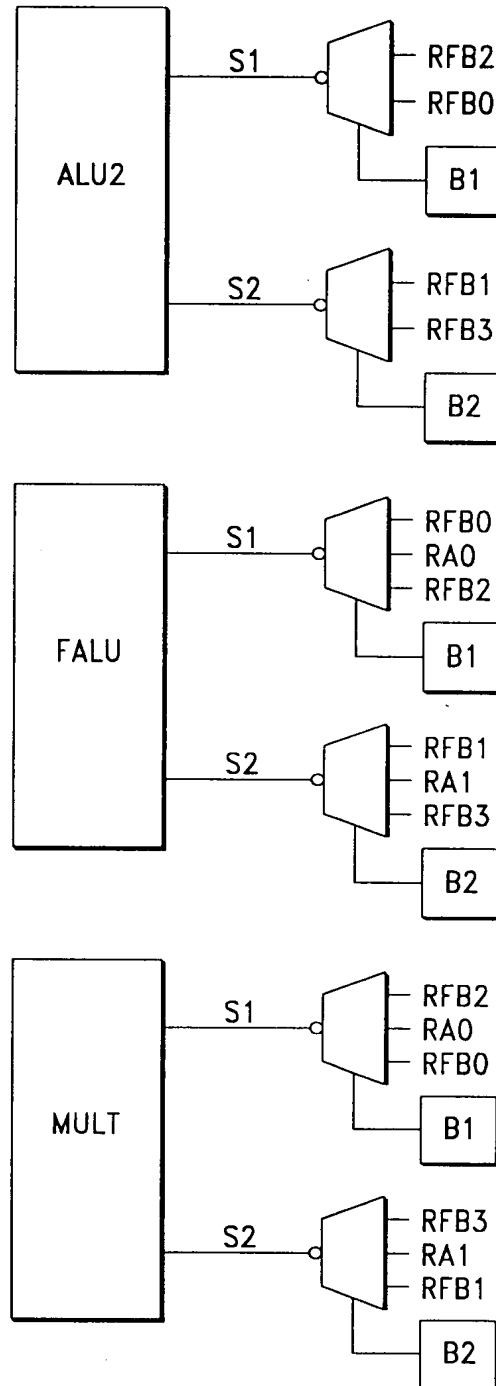 S1
RFB2
RFB0
B1
ALU2
S2
RFB1
RFB3
B2
S1
RFB0
RA0
RFB2
B1
FALU
S2
RFB1
RA1
RFB3
B2
S1
RFB2
RA0
RFB0
B1
MULT
S2
RFB3
RA1
RFB1
B2